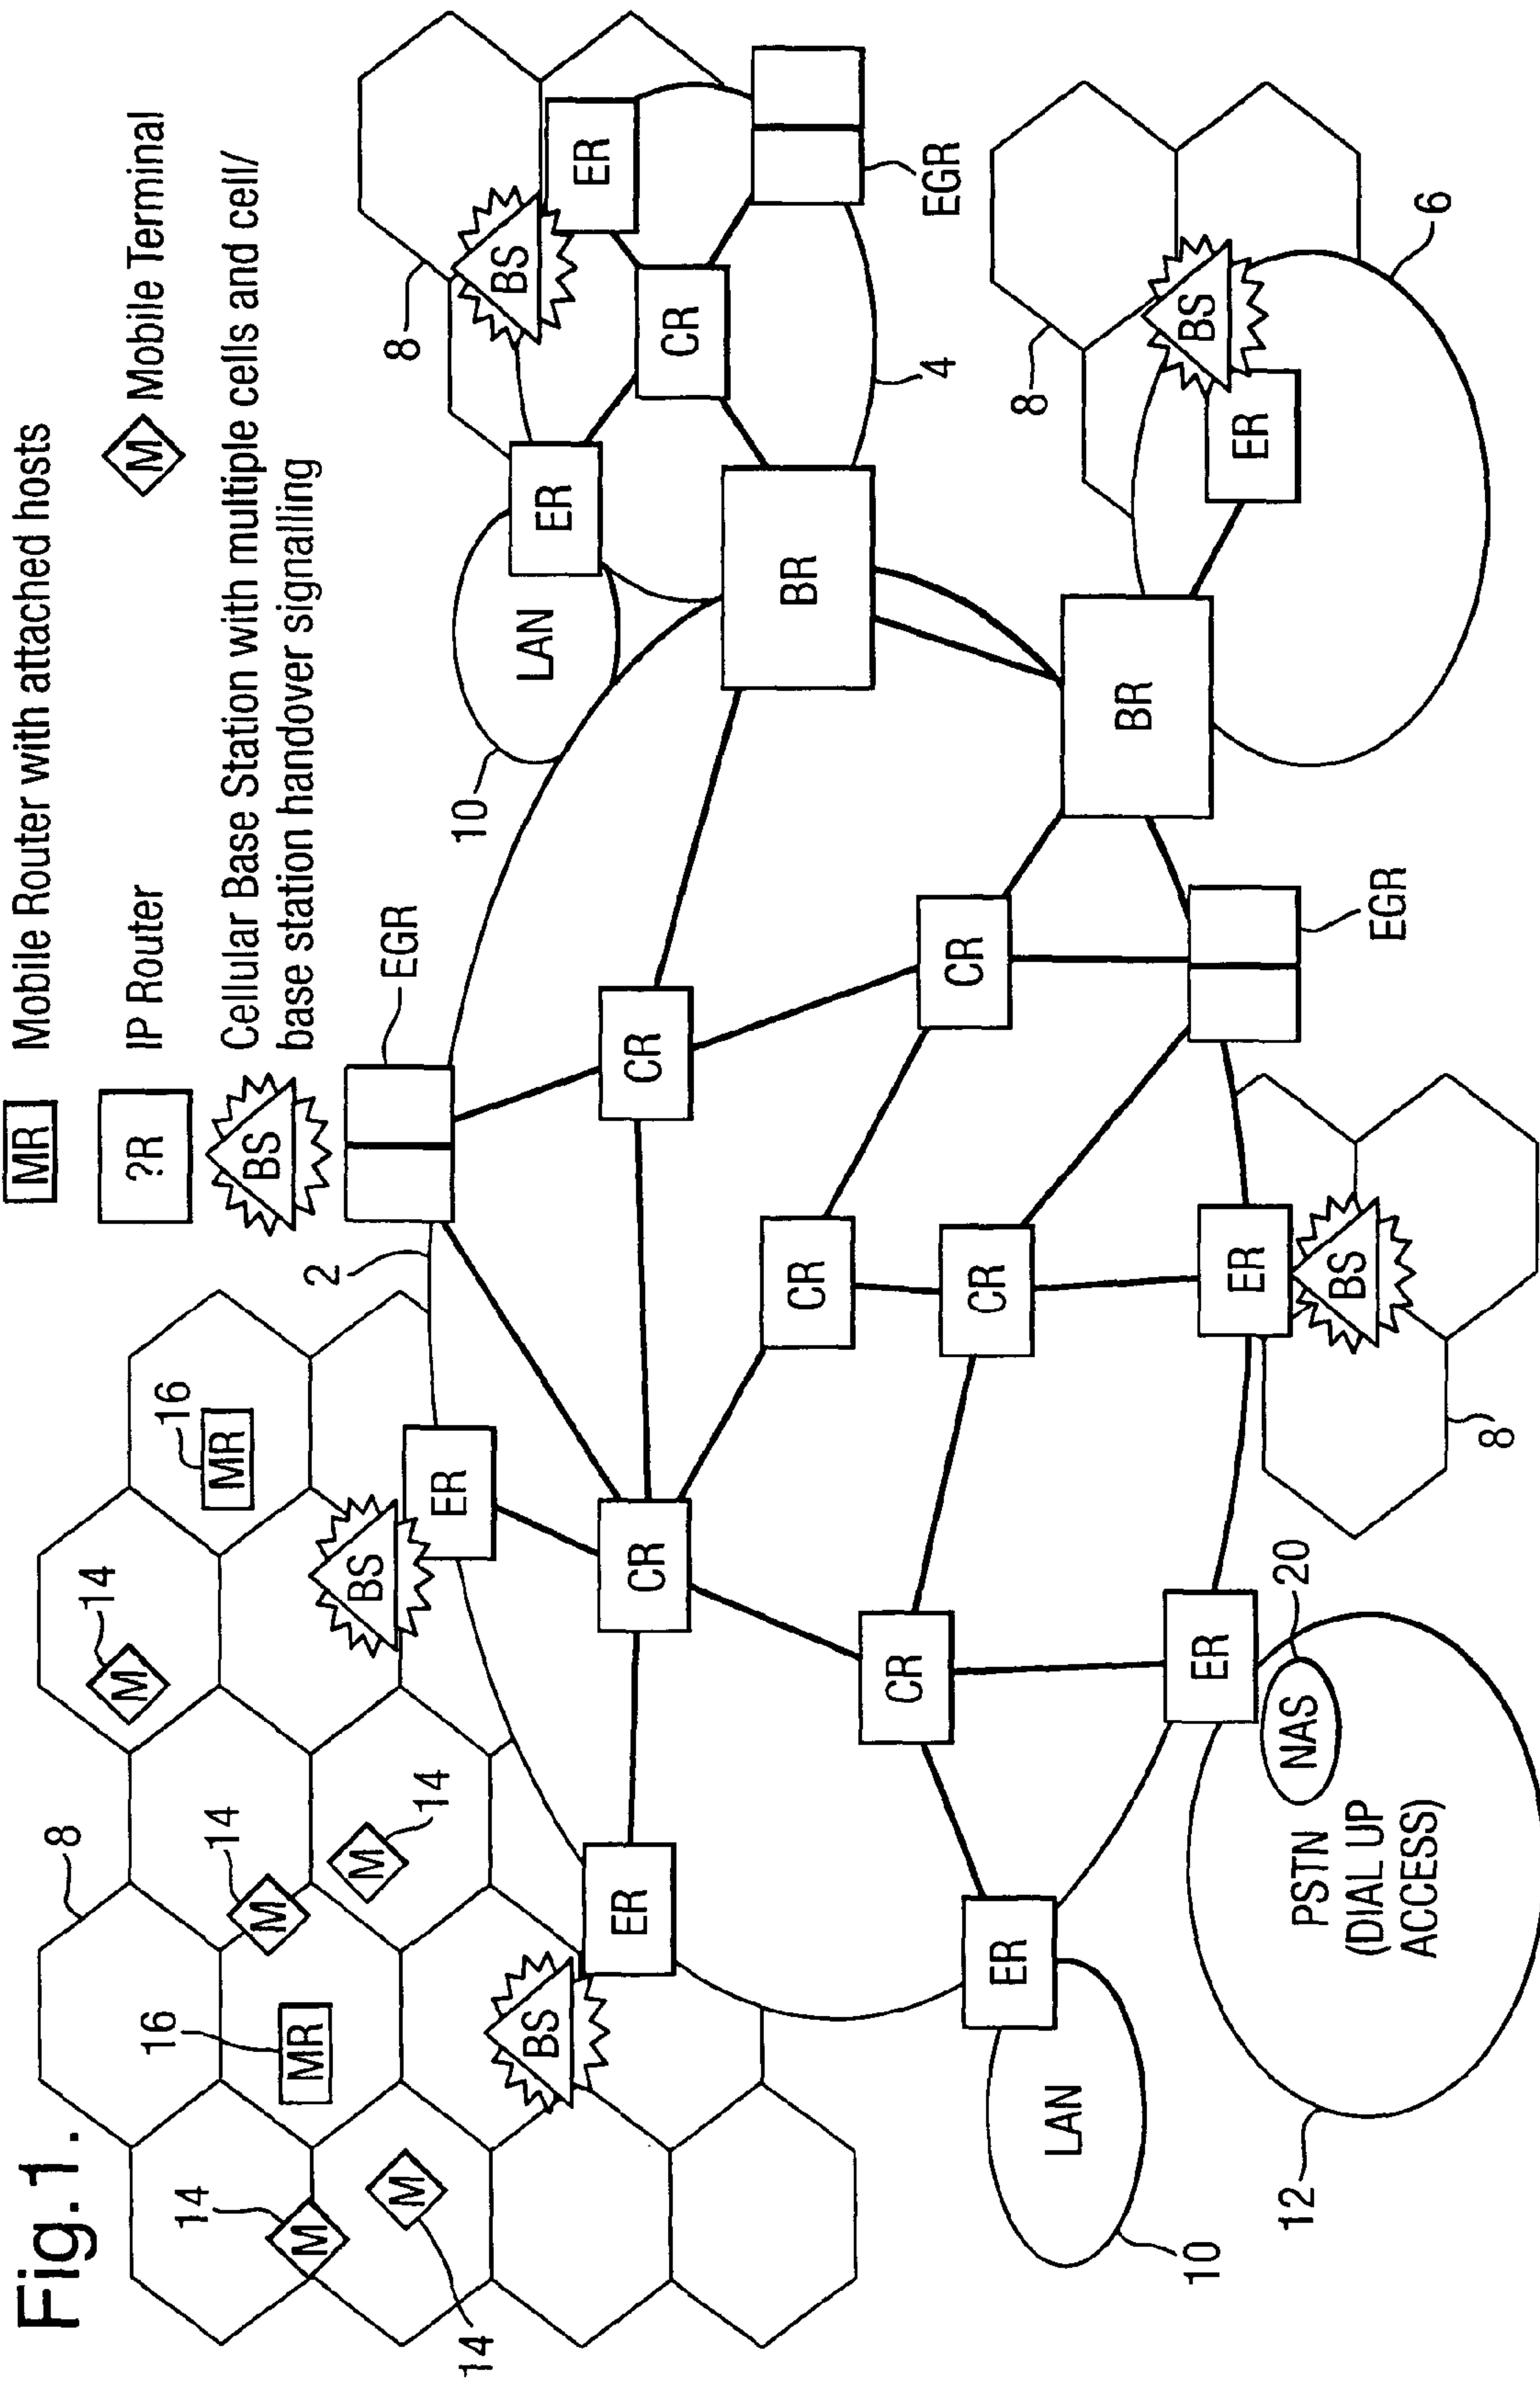 Fig.1.
MR
Mobile Router with attached hosts
?R
IP Router
M
Mobile Terminal
BS
Cellular Base Station with multiple cells and cell/
base station handover signalling
8
14
16
14
M
MR
16
M
14
14
MR
M
14
M
14
M
BS
BS
ER
ER
2
EGR
10
LAN
ER
8
BS
ER
CR
CR
CR
BR
4
EGR
CR
CR
CR
CR
BR
8
BS
ER
6
LAN
10
ER
ER
ER
EGR
NAS
20
PSTN
(DIAL UP
ACCESS)
12
BS
8